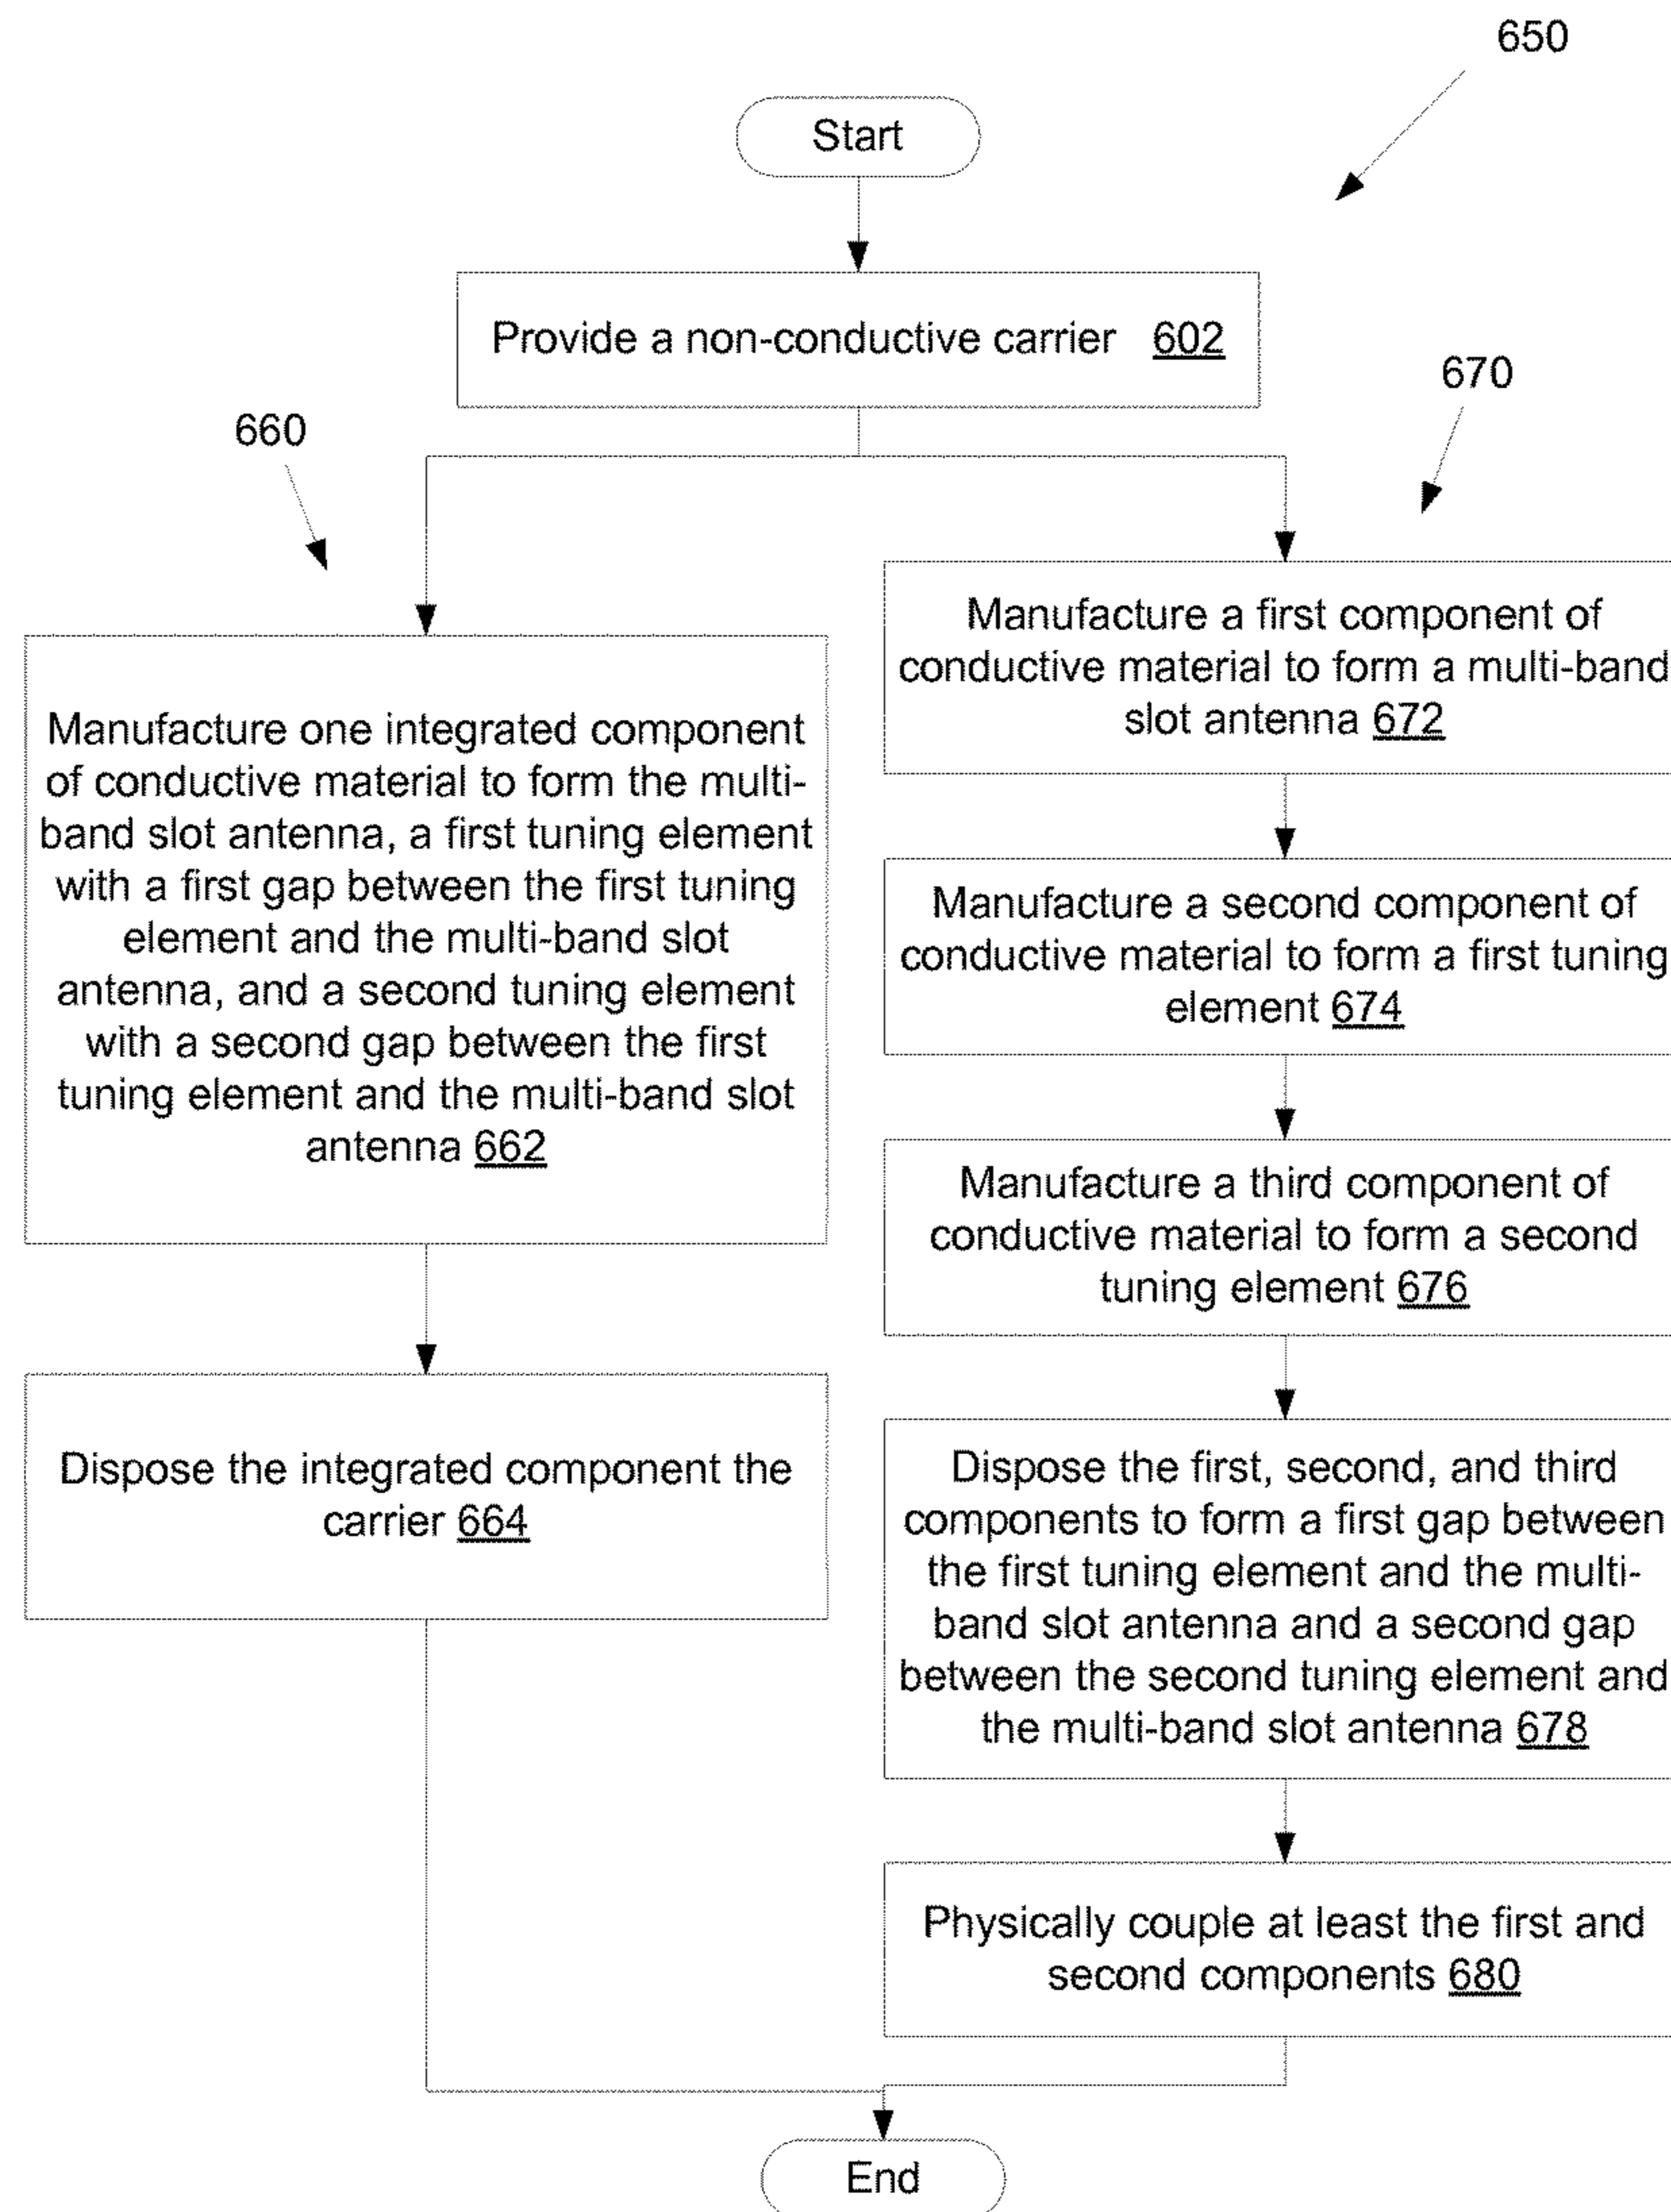 650
Start
Provide a non-conductive carrier 602
660
670
Manufacture one integrated component
of conductive material to form the multi-
band slot antenna, a first tuning element
with a first gap between the first tuning
element and the multi-band slot
antenna, and a second tuning element
with a second gap between the first
tuning element and the multi-band slot
antenna 662
Dispose the integrated component the
carrier 664
Manufacture a first component of
conductive material to form a multi-band
slot antenna 672
Manufacture a second component of
conductive material to form a first tuning
element 674
Manufacture a third component of
conductive material to form a second
tuning element 676
Dispose the first, second, and third
components to form a first gap between
the first tuning element and the multi-
band slot antenna and a second gap
between the second tuning element and
the multi-band slot antenna 678
Physically couple at least the first and
second components 680
End